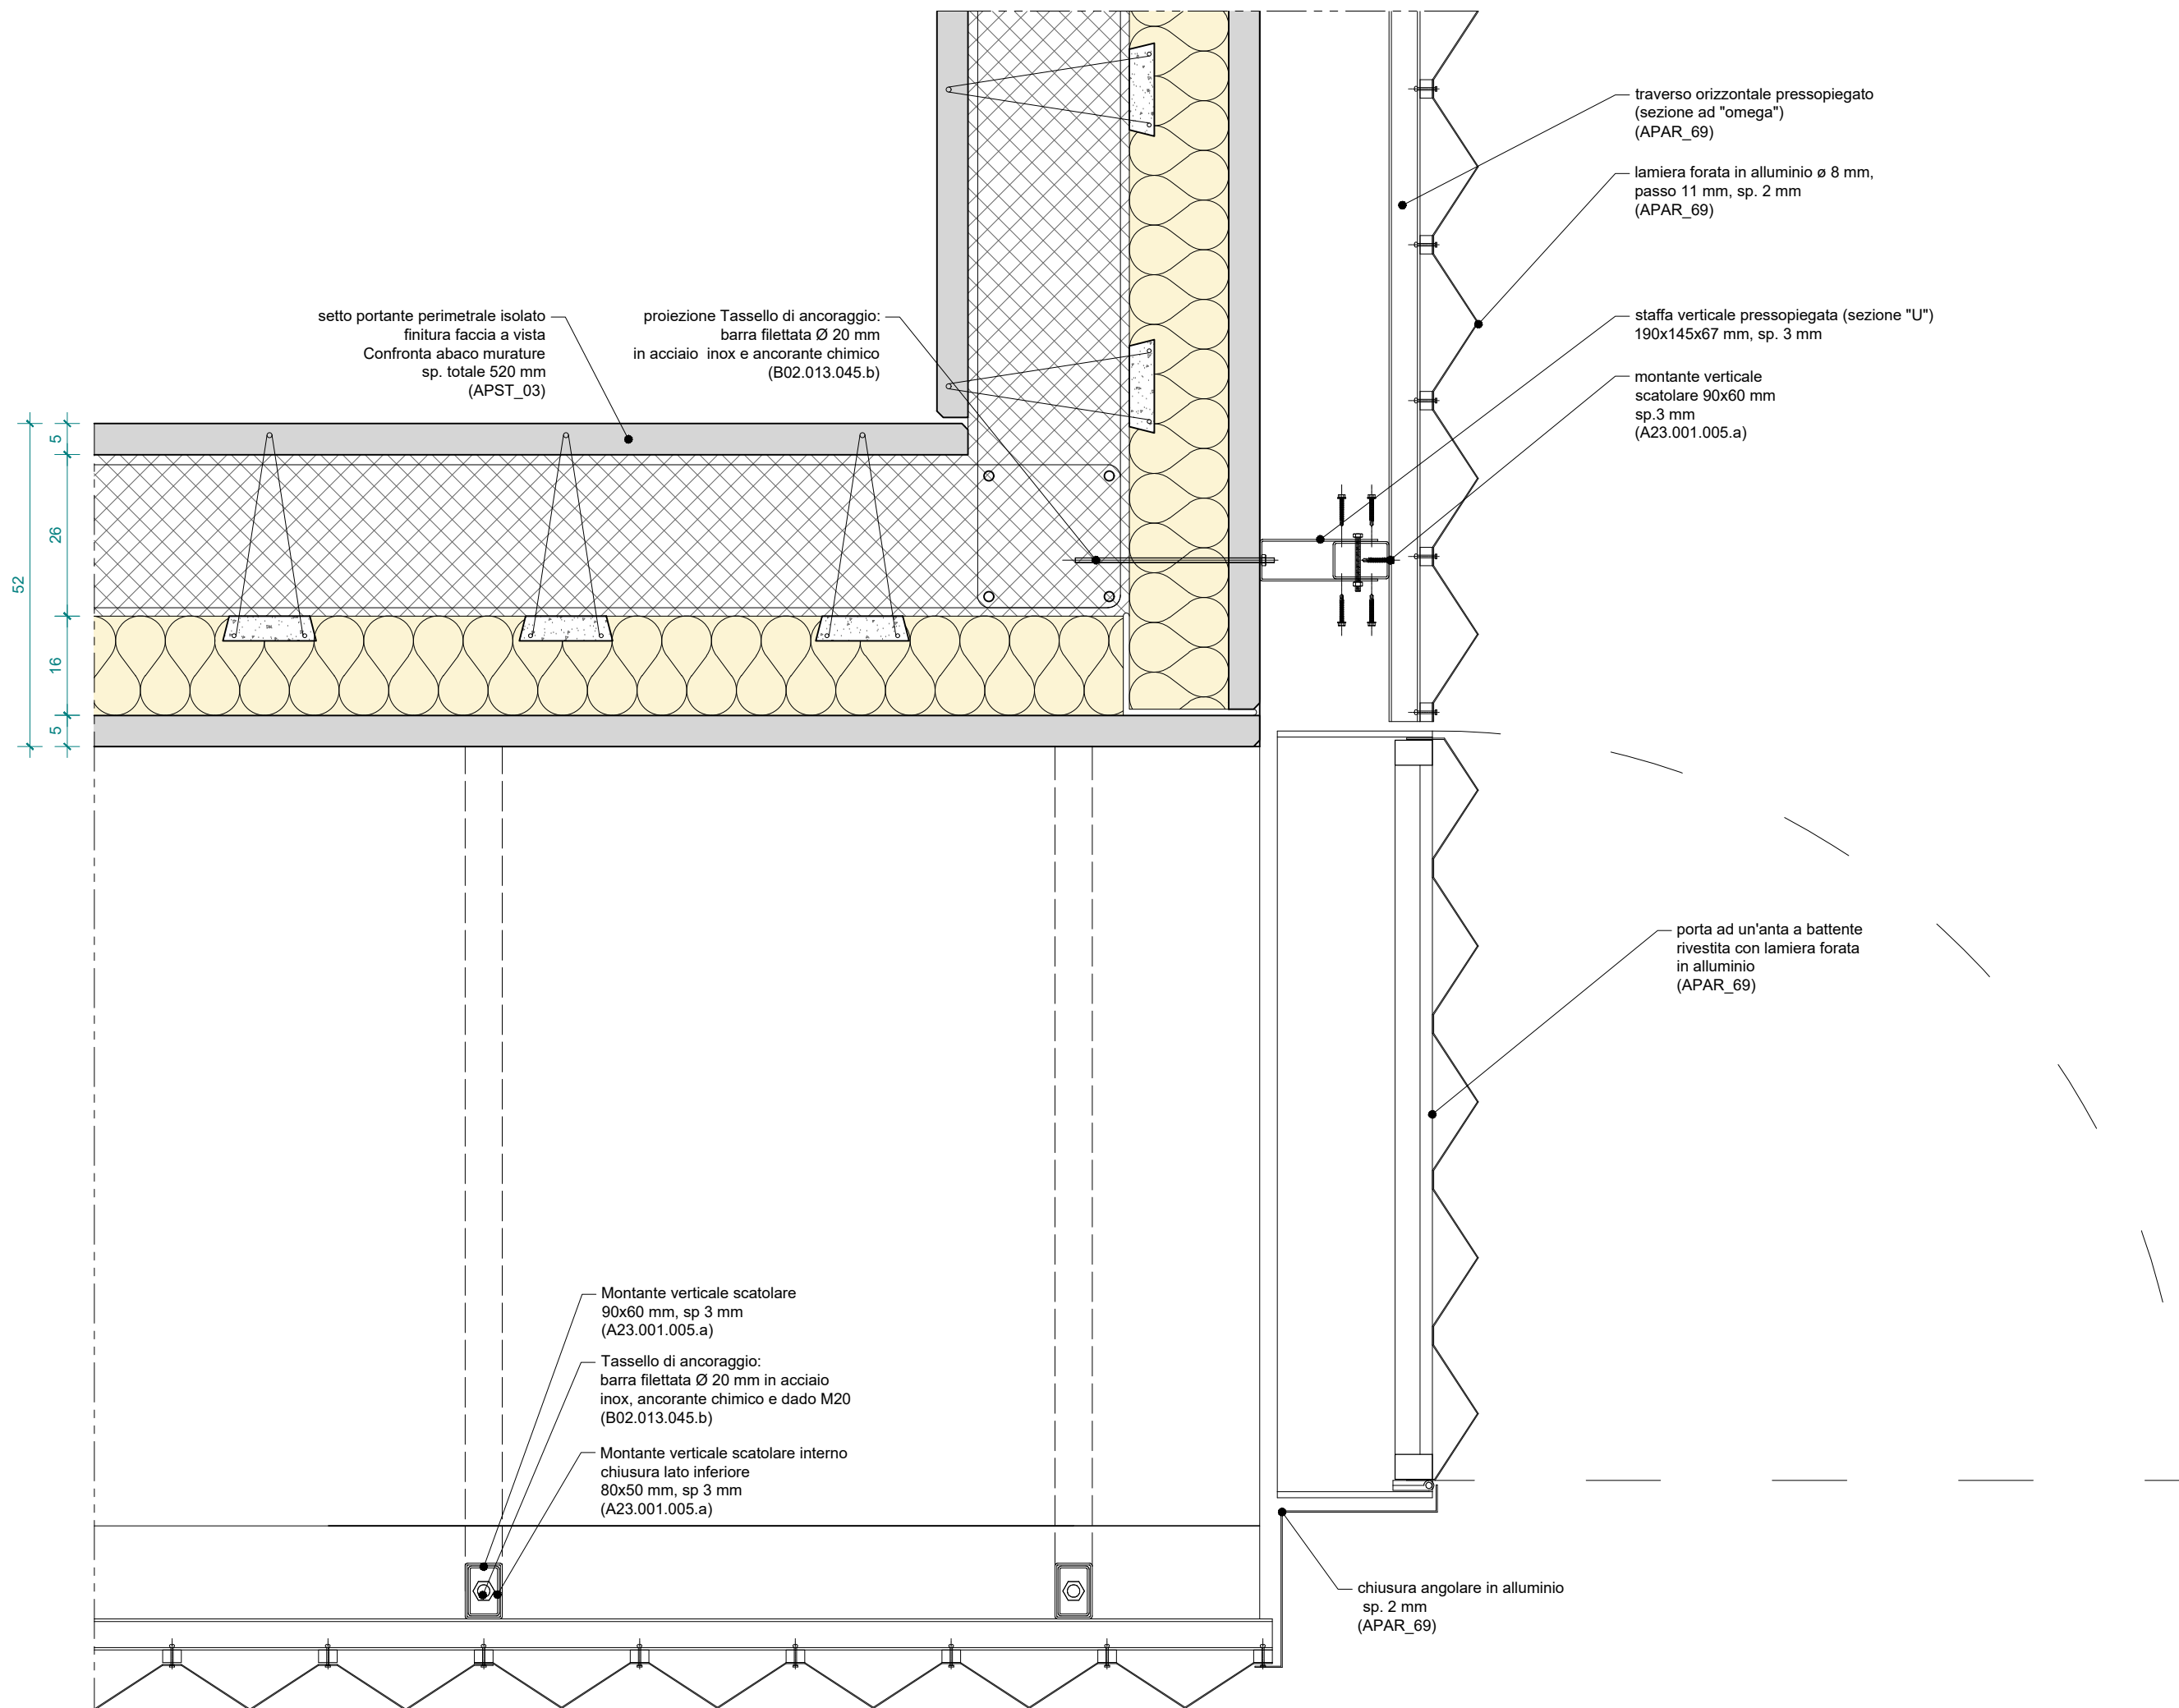 traverso orizzontale pressopiegato
(sezione ad "omega")
(APAR_69)
lamiera forata in alluminio ø 8 mm,
passo 11 mm, sp. 2 mm
(APAR_69)
setto portante perimetrale isolato
finitura faccia a vista
Confronta abaco murature
sp. totale 520 mm
(APST_03)
proiezione Tassello di ancoraggio:
barra filettata Ø 20 mm
in acciaio inox e ancorante chimico
(B02.013.045.b)
staffa verticale pressopiegata (sezione "U")
190x145x67 mm, sp. 3 mm
montante verticale
scatolare 90x60 mm
sp.3 mm
(A23.001.005.a)
52
5
26
16
5
porta ad un'anta a battente
rivestita con lamiera forata
in alluminio
(APAR_69)
Montante verticale scatolare
90x60 mm, sp 3 mm
(A23.001.005.a)
Tassello di ancoraggio:
barra filettata Ø 20 mm in acciaio
inox, ancorante chimico e dado M20
(B02.013.045.b)
Montante verticale scatolare interno
chiusura lato inferiore
80x50 mm, sp 3 mm
(A23.001.005.a)
chiusura angolare in alluminio
sp. 2 mm
(APAR_69)